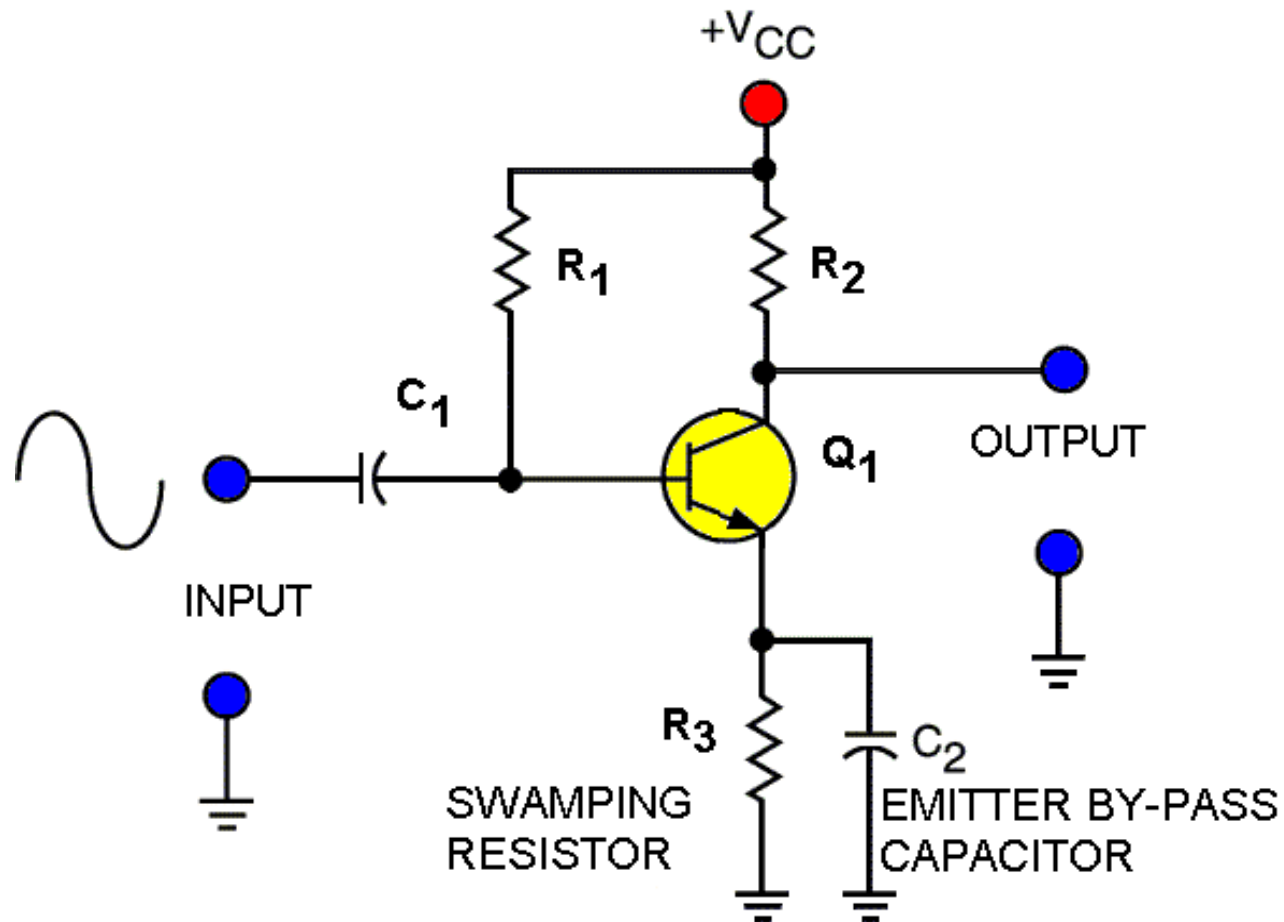 +VCC
R1
R2
C1
Q1
OUTPUT
INPUT
R3
C2
SWAMPING
RESISTOR
EMITTER BY-PASS
CAPACITOR